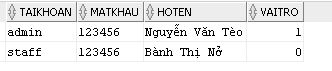 TAIKHOAN MATKHAU HOTEN VAITRO
admin 123456 Nguyễn Văn Tèo 1
staff 123456 Bành Thị Nở 0